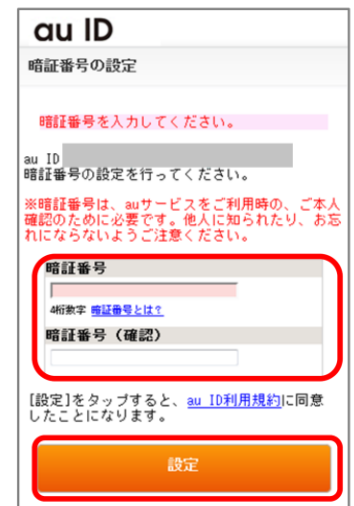 au ID
暗証番号の設定
暗証番号を入力してください。
au ID
暗証番号の設定を行ってください。
※暗証番号は、auサービスをご利用時の、ご本人
確認のために必要です。他人に知られたり、お忘
れにならないようご注意ください。
暗証番号
4桁数字 暗証番号とは？
暗証番号（確認）
[設定]をタップすると、au ID利用規約に同意
したことになります。
設定